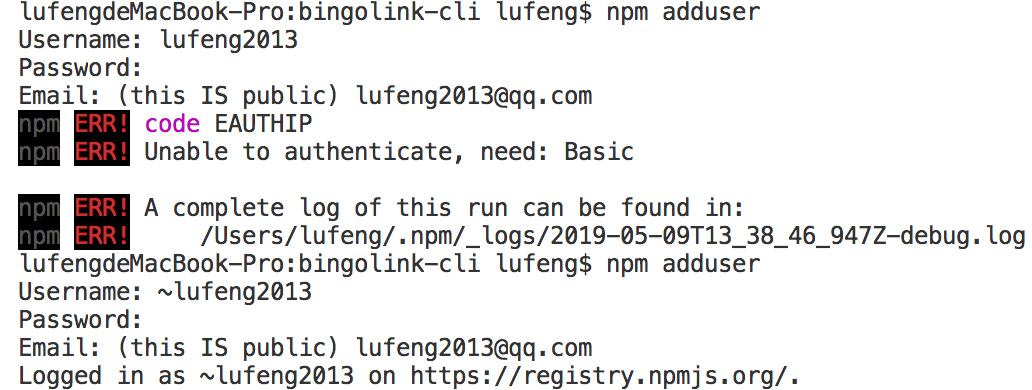 lufengdeMacBook-Pro:bingolink-cli lufeng$ npm adduser
Username: lufeng2013
Password:
Email: (this IS public) lufeng2013@qq.com
npm ERR! code EAUTHIP
npm ERR! Unable to authenticate, need: Basic
npm ERR! A complete log of this run can be found in:
npm ERR!     /Users/lufeng/.npm/_logs/2019-05-09T13_38_46_947Z-debug.log
lufengdeMacBook-Pro:bingolink-cli lufeng$ npm adduser
Username: ~lufeng2013
Password:
Email: (this IS public) lufeng2013@qq.com
Logged in as ~lufeng2013 on https://registry.npmjs.org/.